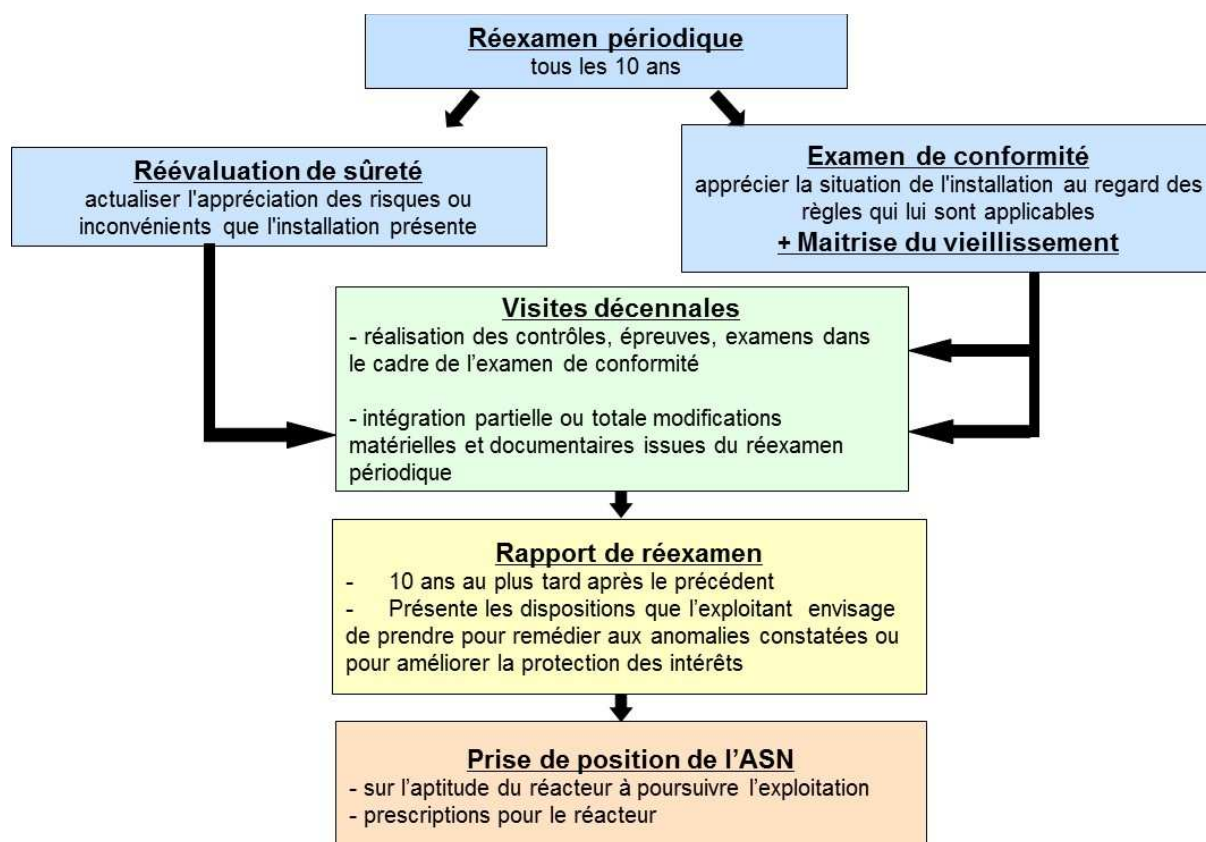 Réexamen périodique
tous les 10 ans
Réévaluation de sûreté
actualiser l'appréciation des risques ou
inconvénients que l'installation présente
Examen de conformité
apprécier la situation de l'installation au regard des
règles qui lui sont applicables
+ Maitrise du vieillissement
Visites décennales
- réalisation des contrôles, épreuves, examens dans
le cadre de l’examen de conformité
- intégration partielle ou totale modifications
matérielles et documentaires issues du réexamen
périodique
Rapport de réexamen
- 10 ans au plus tard après le précédent
- Présente les dispositions que l’exploitant envisage
de prendre pour remédier aux anomalies constatées ou
pour améliorer la protection des intérêts
Prise de position de l’ASN
- sur l’aptitude du réacteur à poursuivre l’exploitation
- prescriptions pour le réacteur